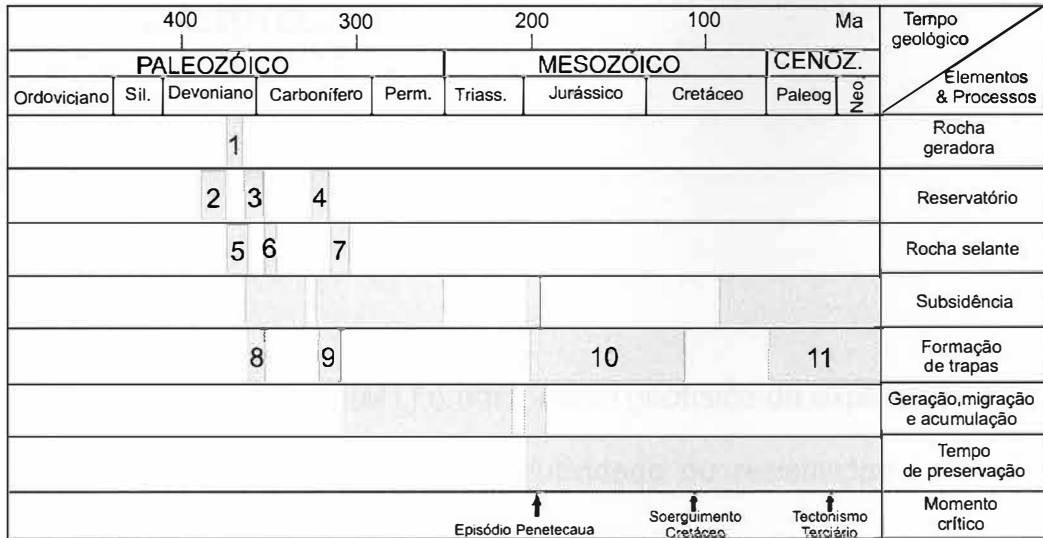 400 300 200 100 Ma
Tempo
geológico
Elementos
& Processos
PALEOZÓICO MESOZÓICO CENOZ.
Ordoviciano Sil. Devoniano Carbonífero Perm. Triass. Jurássico Cretáceo Paleog Neo.
1
Rocha
geradora
2 3 4
Reservatório
5 6 7
Rocha selante
Subsidência
8 9 10 11
Formação
de trapas
Geração,migração
e acumulação
Tempo
de preservação
Momento
crítico
Episódio Penetecaua
Soerguimento
Cretáceo
Tectonismo
Terciário